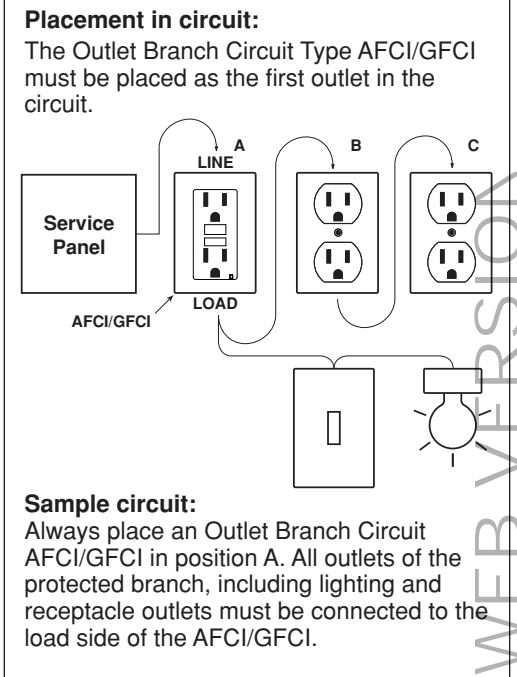 Placement in circuit:
The Outlet Branch Circuit Type AFCI/GFCI
must be placed as the first outlet in the
circuit.
A
B
C
LINE
Service
Panel
LOAD
AFCI/GFCI
Sample circuit:
Always place an Outlet Branch Circuit
AFCI/GFCI in position A. All outlets of the
protected branch, including lighting and
receptacle outlets must be connected to the
load side of the AFCI/GFCI.
WEB VERSION